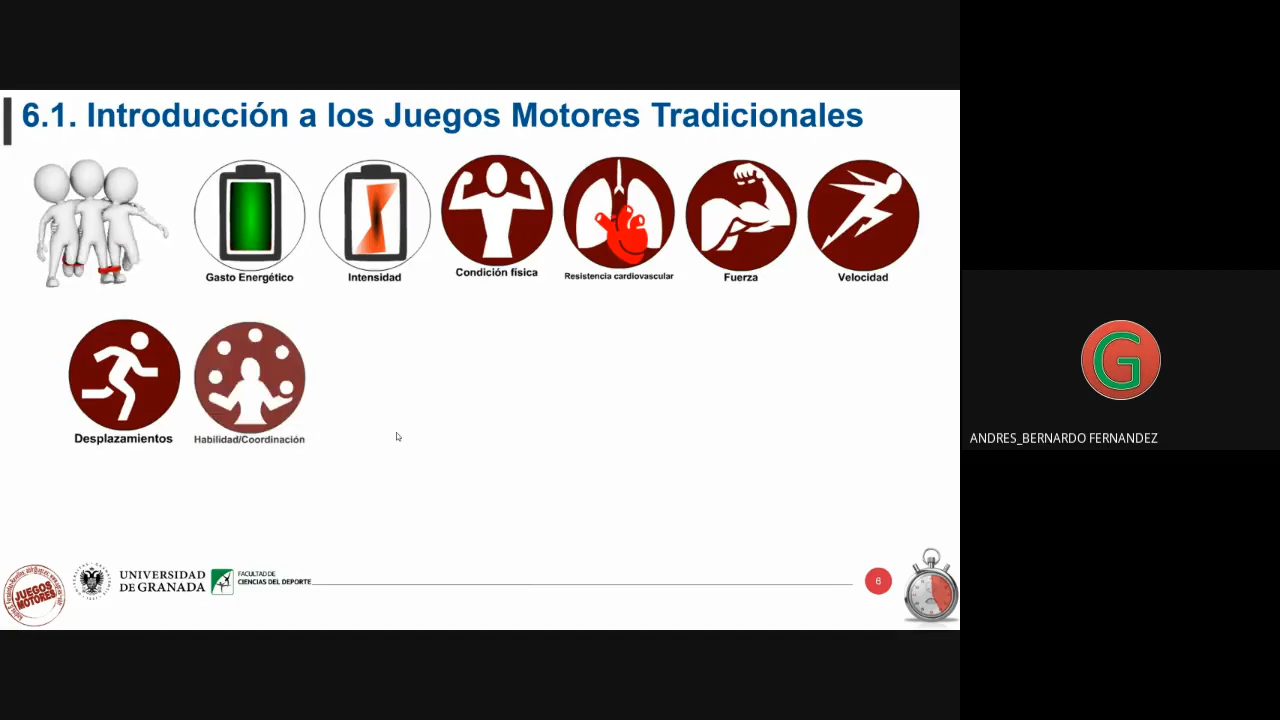 6.1. Introducción a los Juegos Motores Tradicionales
Gasto Energético
Intensidad
Condición física
Resistencia cardiovascular
Fuerza
Velocidad
Desplazamientos
Habilidad/Coordinación
G
ANDRES_BERNARDO FERNANDEZ
JUEGOS
MOTORES
UNIVERSIDAD
DE GRANADA
FACULTAD DE
CIENCIAS DEL DEPORTE
6